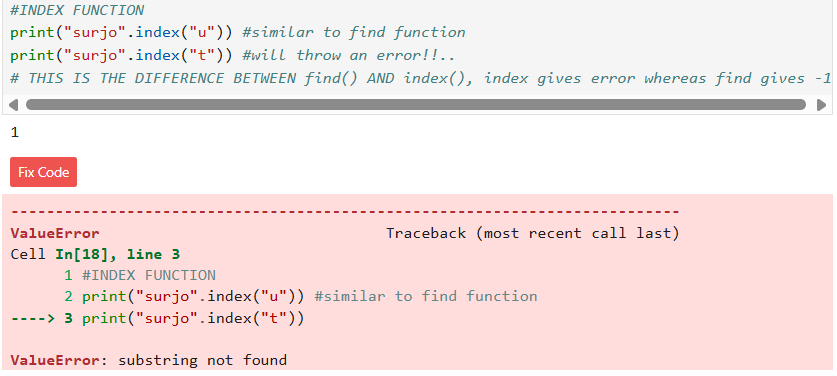 #INDEX FUNCTION
print("surjo".index("u")) #similar to find function
print("surjo".index("t")) #will throw an error!!..
# THIS IS THE DIFFERENCE BETWEEN find() AND index(), index gives error whereas find gives -1
1
Fix Code
---------------------------------------------------------------------------
ValueError                                Traceback (most recent call last)
Cell In[18], line 3
      1 #INDEX FUNCTION
      2 print("surjo".index("u")) #similar to find function
----> 3 print("surjo".index("t"))
ValueError: substring not found